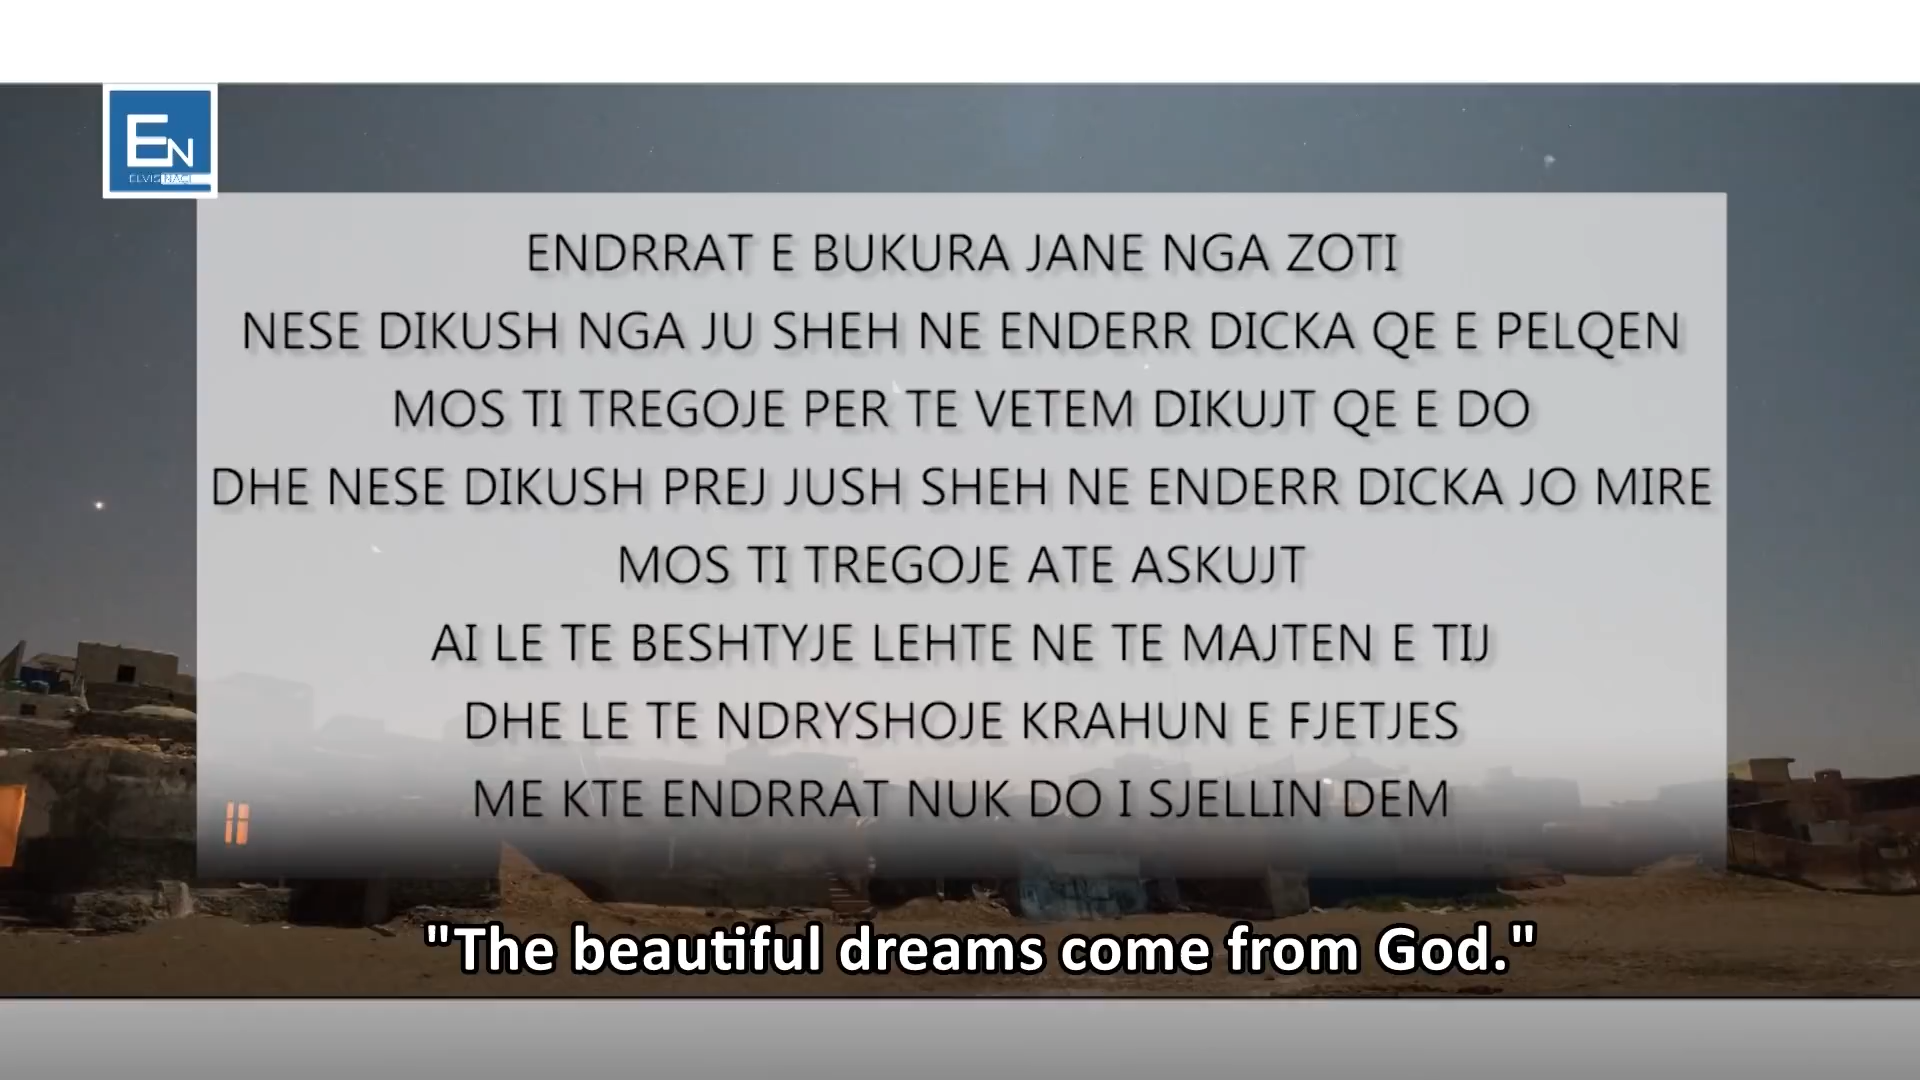 EN
ELVIS NAÇI
ENDRRAT E BUKURA JANE NGA ZOTI
NESE DIKUSH NGA JU SHEH NE ENDERR DICKA QE E PELQEN
MOS TI TREGOJE PER TE VETEM DIKUJT QE E DO
DHE NESE DIKUSH PREJ JUSH SHEH NE ENDERR DICKA JO MIRE
MOS TI TREGOJE ATE ASKUJT
AI LE TE BESHTYJE LEHTE NE TE MAJTEN E TIJ
DHE LE TE NDRYSHOJE KRAHUN E FJETJES
ME KTE ENDRRAT NUK DO I SJELLIN DEM
"The beautiful dreams come from God."